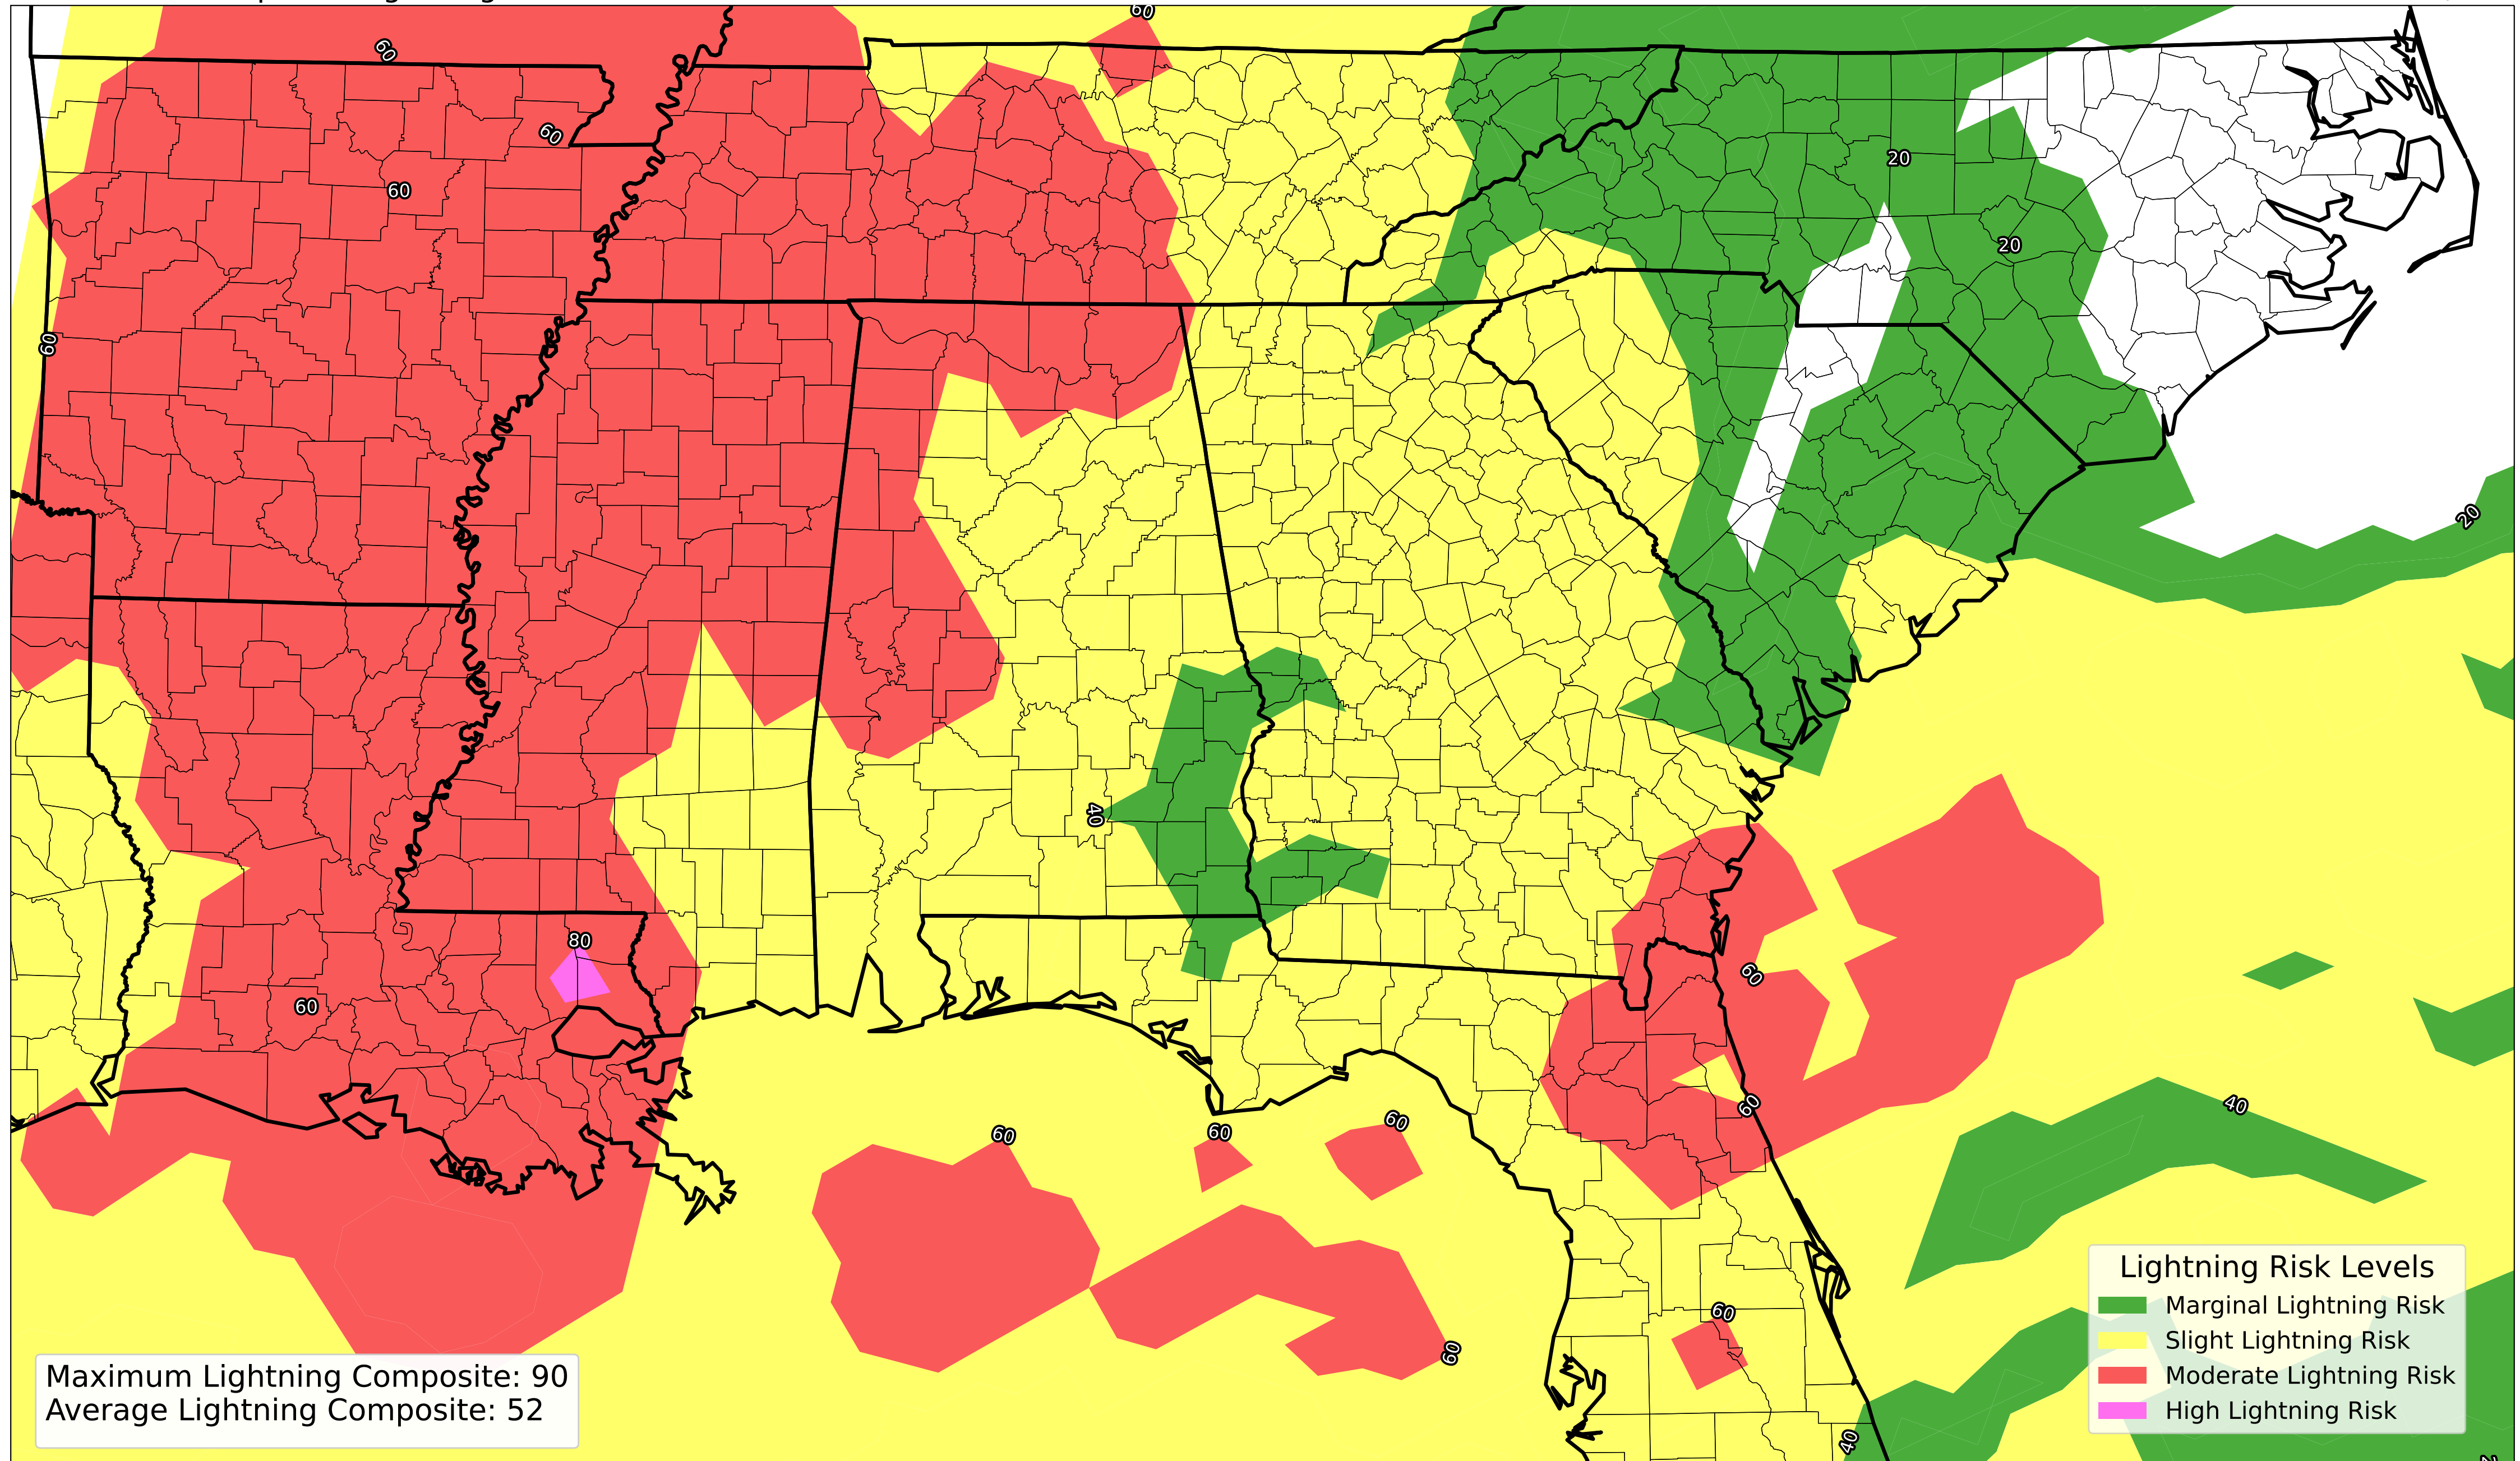 60
60
60
60
20
20
60
20
40
80
60
60
60
60
60
60
40
60
60
40
Lightning Risk Levels
Marginal Lightning Risk
Slight Lightning Risk
Moderate Lightning Risk
High Lightning Risk
Maximum Lightning Composite: 90
Average Lightning Composite: 52